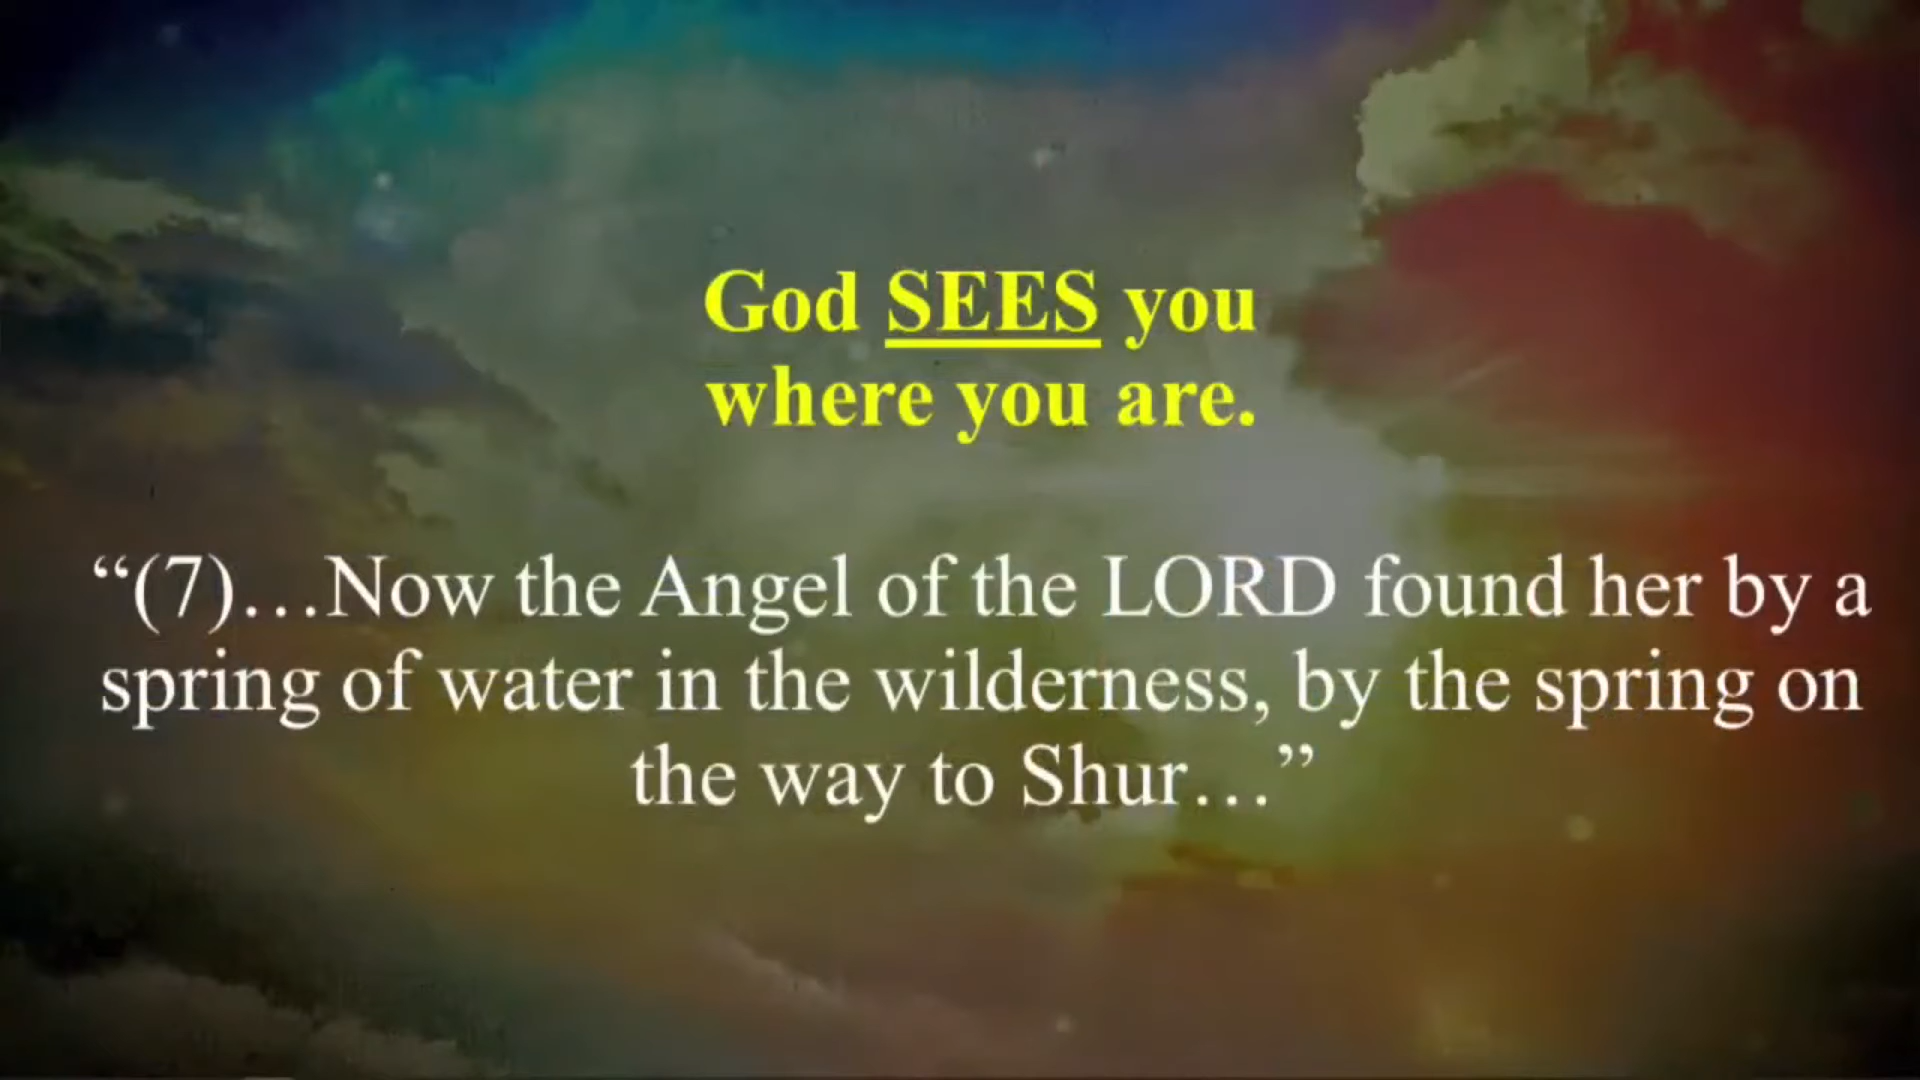 God SEES you
where you are.
“(7)…Now the Angel of the LORD found her by a
spring of water in the wilderness, by the spring on
the way to Shur…”